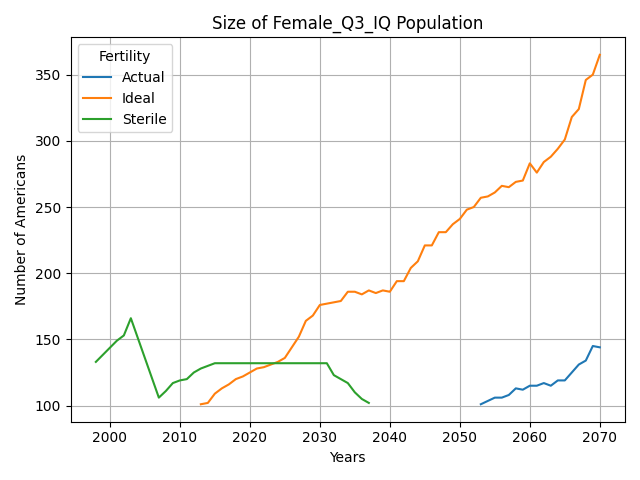 Size of Female_Q3_IQ Population
Fertility
Actual
Ideal
Sterile
Number of Americans
350
300
250
200
150
100
2000 2010 2020 2030 2040 2050 2060 2070
Years